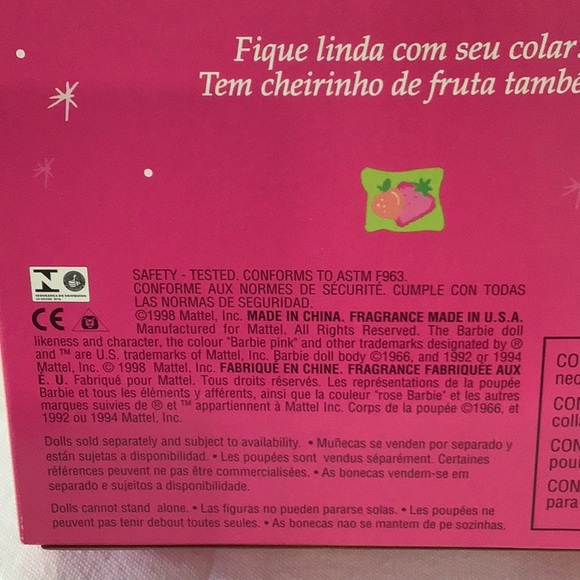 Fique linda com seu colar.
Tem cheirinho de fruta també
SAFETY - TESTED. CONFORMS TO ASTM F963.
CONFORME AUX NORMES DE SÉCURITÉ. CUMPLE CON TODAS
LAS NORMAS DE SEGURIDAD.
©1998 Mattel, Inc. MADE IN CHINA. FRAGRANCE MADE IN U.S.A.
Manufactured for Mattel. All Rights Reserved. The Barbie doll
likeness and character, the colour "Barbie pink" and other trademarks designated by ®
and ™ are U.S. trademarks of Mattel, Inc. Barbie doll body ©1966, and 1992 or 1994
Mattel, Inc. © 1998 Mattel, Inc. FABRIQUÉ EN CHINE. FRAGRANCE FABRIQUÉE AUX
É. U. Fabriqué pour Mattel. Tous droits réservés. Les représentations de la poupée
Barbie et tous les éléments y afférents, ainsi que la couleur "rose Barbie" et les autres
marques suivies de ® et ™ appartiennent à Mattel Inc. Corps de la poupée ©1966, et
1992 ou 1994 Mattel, Inc.
Dolls sold separately and subject to availability. • Muñecas se venden por separado y
están sujetas a disponibilidad. • Les poupées sont vendus séparément. Certaines
références peuvent ne pas être commercialisées. • As bonecas vendem-se em
separado e sujeitos a disponibilidade.
Dolls cannot stand alone. • Las figuras no pueden pararse solas. • Les poupées ne
peuvent pas tenir debout toutes seules. • As bonecas nao se mantem de pe sozinhas.
CE
CO
nec
CON
colla
CON
pour
CON
para